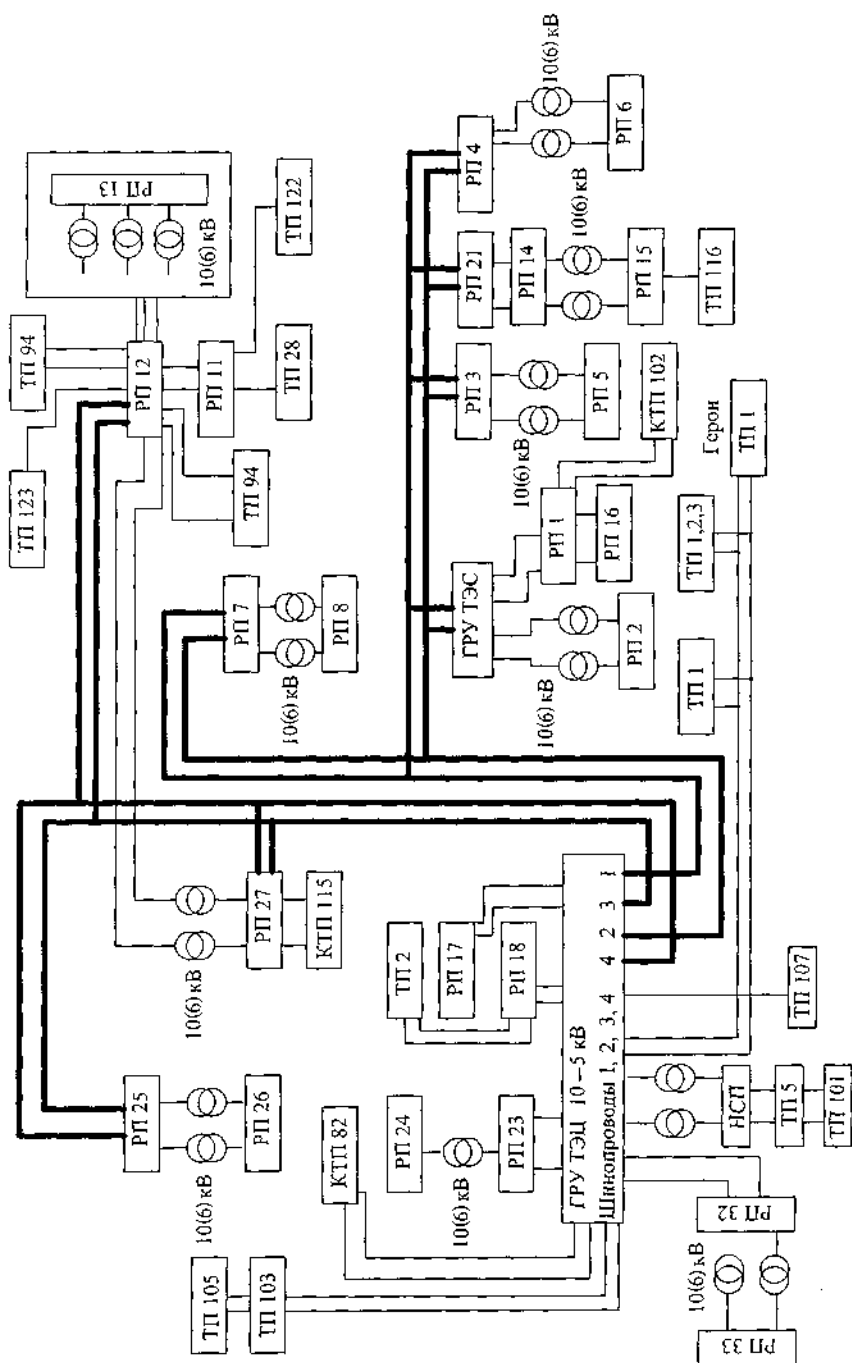 РП 13
10(6) кВ
ТП 94
ТП 123
РП 12
РП 11
ТП 122
ТП 28
ТП 94
РП 7
10(6) кВ
РП 8
РП 25
10(6) кВ
РП 26
10(6) кВ
РП 27
КТП 115
РП 4
10(6) кВ
РП 6
РП 21
РП 14
10(6) кВ
РП 15
ТП 116
РП 3
10(6) кВ
РП 5
ГРУ ТЭС
10(6) кВ
РП 2
РП 1
РП 16
КТП 102
ТП 105
ТП 103
КТП 82
РП 24
10(6) кВ
РП 23
ТП 2
РП 17
РП 18
ГРУ ТЭЦ 10–5 кВ
Шинопроводы 1, 2, 3, 4
4 2 3 1
ТП 1
ТП 1,2,3
Герон
ТП 1
ТП 107
НСП
ТП 5
ТП 101
РП 32
10(6) кВ
РП 33